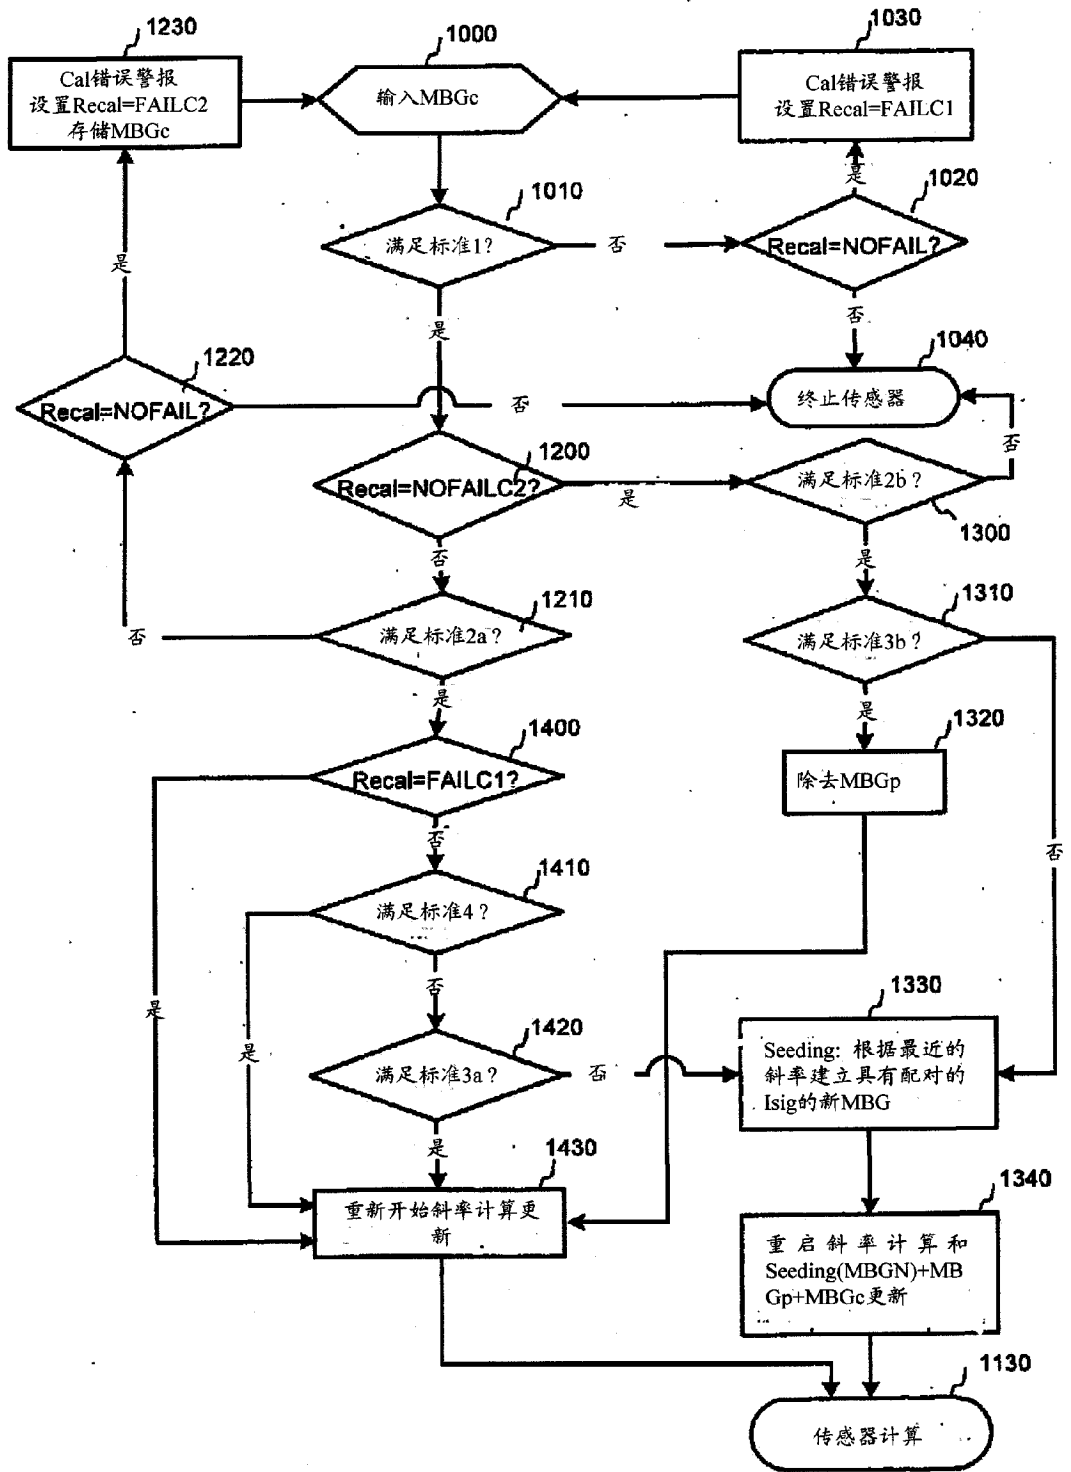 1230
Cal错误警报
设置Recal=FAILC2
存储MBGc
1000
输入MBGc
1030
Cal错误警报
设置Recal=FAILC1
是
1010
满足标准1?
否
1020
Recal=NOFAIL?
是
是
否
1220
Recal=NOFAIL?
否
1040
终止传感器
1200
Recal=NOFAILC2?
是
满足标准2b?
1300
否
否
是
1210
满足标准2a?
否
1310
满足标准3b?
是
是
1400
Recal=FAILC1?
1320
除去MBGp
否
否
1410
满足标准4?
否
是
是
1420
满足标准3a?
否
1330
Seeding: 根据最近的
斜率建立具有配对的
Isig的新MBG
是
1430
重新开始斜率计算更
新
1340
重启斜率计算和
Seeding(MBGN)+MB
Gp+MBGc更新
1130
传感器计算